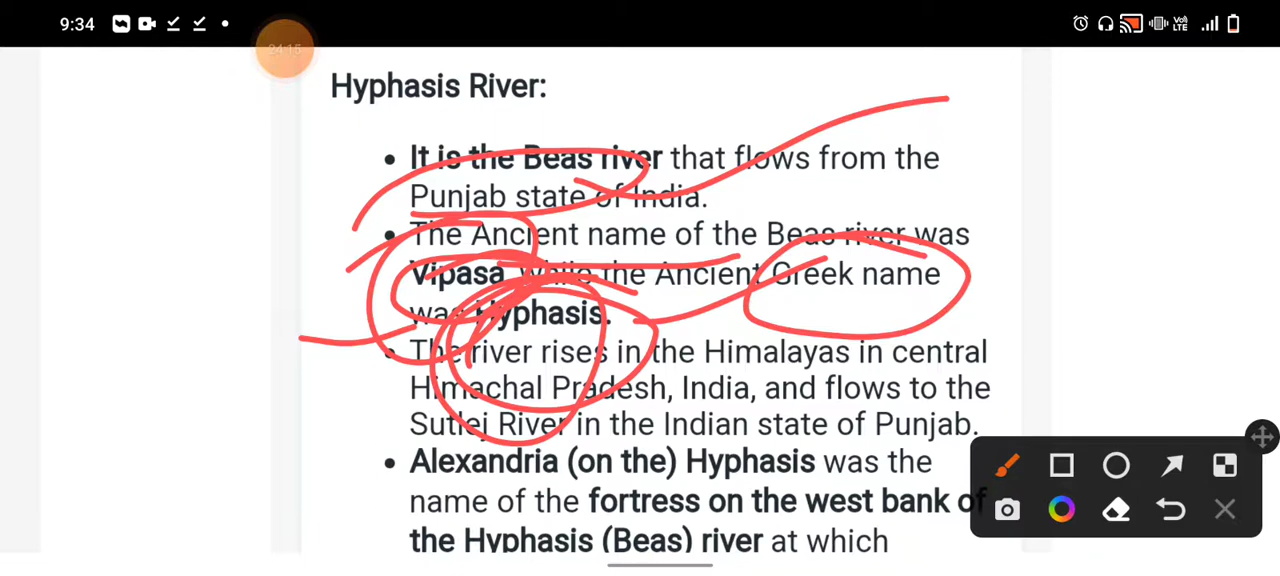 9:34
VoI)
LTE
24:15
Hyphasis River:
• It is the Beas river that flows from the
Punjab state of India.
• The Ancient name of the Beas river was
Vipasa While the Ancient Greek name
was Hyphasis.
• The river rises in the Himalayas in central
Himachal Pradesh, India, and flows to the
Sutlej River in the Indian state of Punjab.
• Alexandria (on the) Hyphasis was the
name of the fortress on the west bank of
the Hyphasis (Beas) river at which